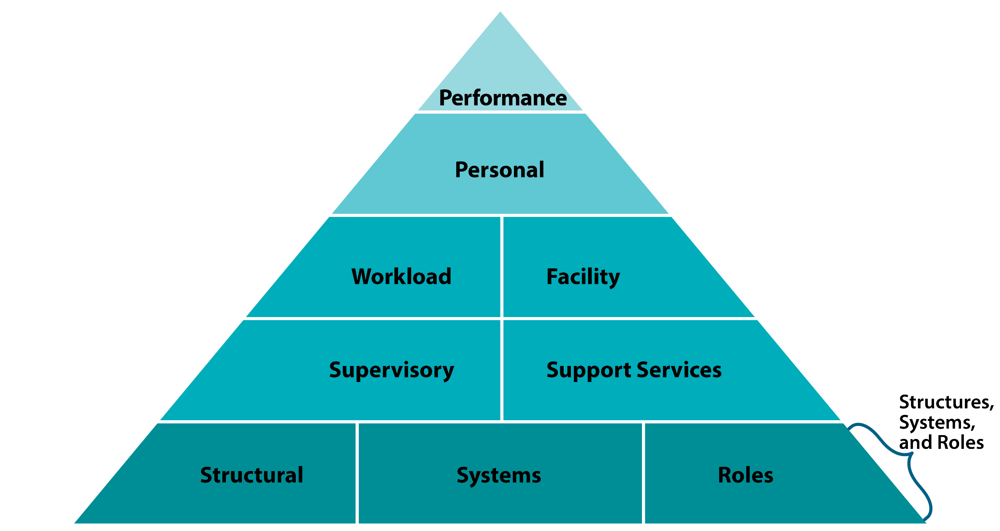 Performance
Personal
Workload
Facility
Supervisory
Support Services
Structures,
Systems,
and Roles
Structural
Systems
Roles